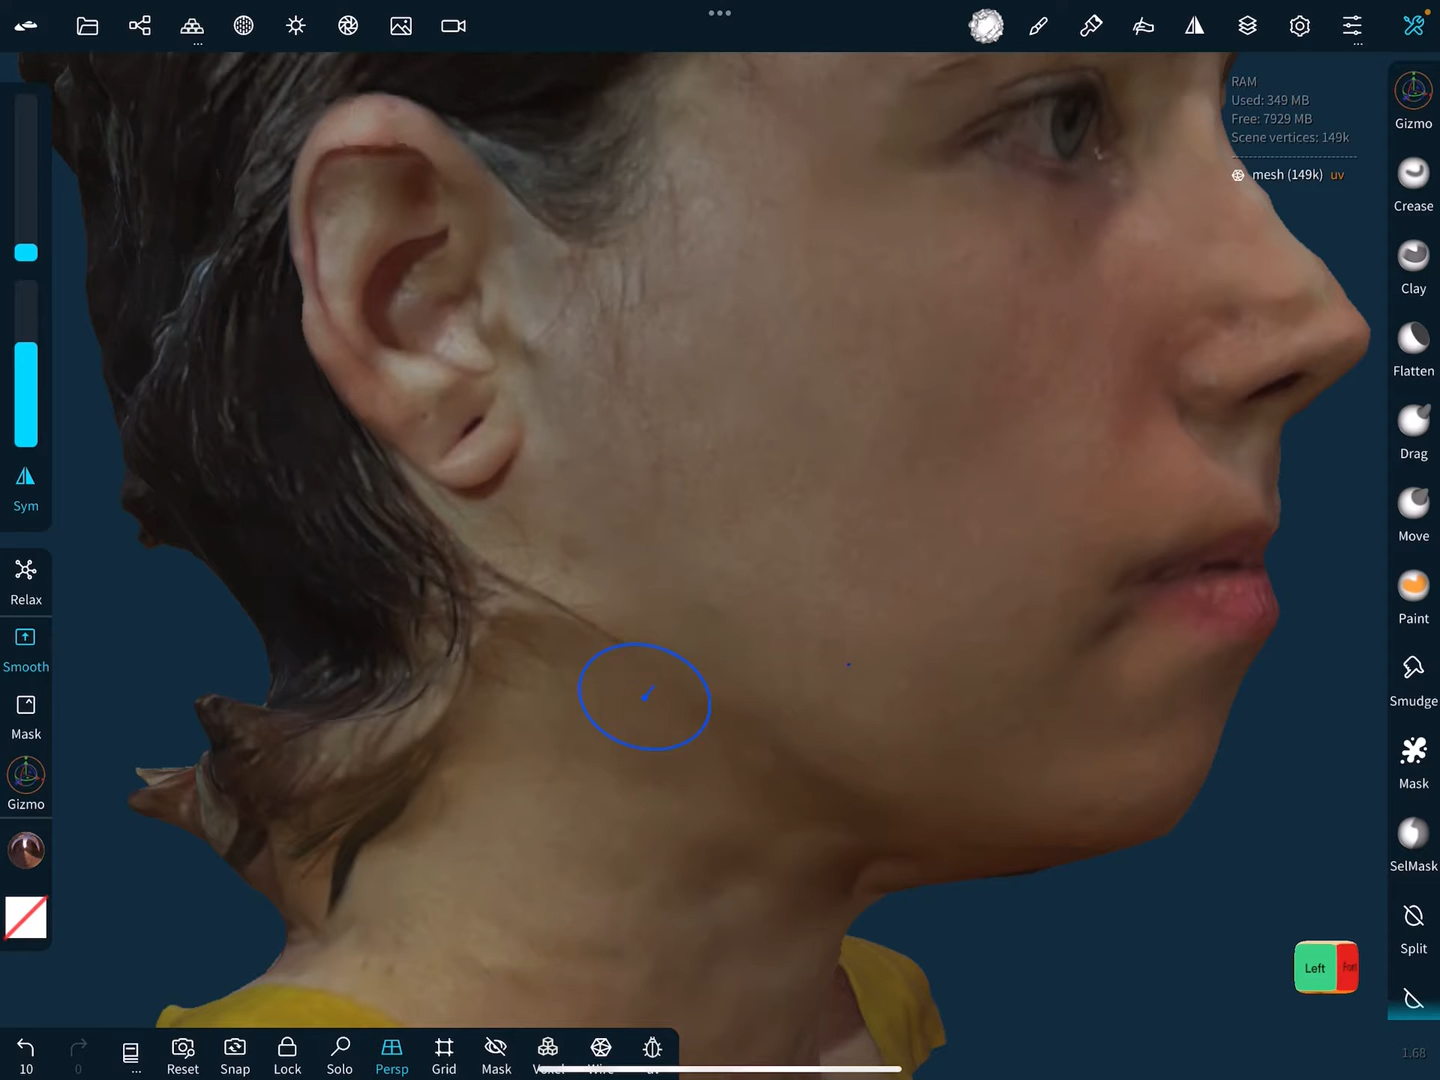 RAM
Used: 349 MB
Free: 7929 MB
Scene vertices: 149k
mesh (149k) uv
Gizmo
Crease
Clay
Flatten
Drag
Move
Paint
Smudge
Mask
SelMask
Split
Sym
Relax
Smooth
Mask
Gizmo
Left
10
0
...
Reset
Snap
Lock
Solo
Persp
Grid
Mask
1.68